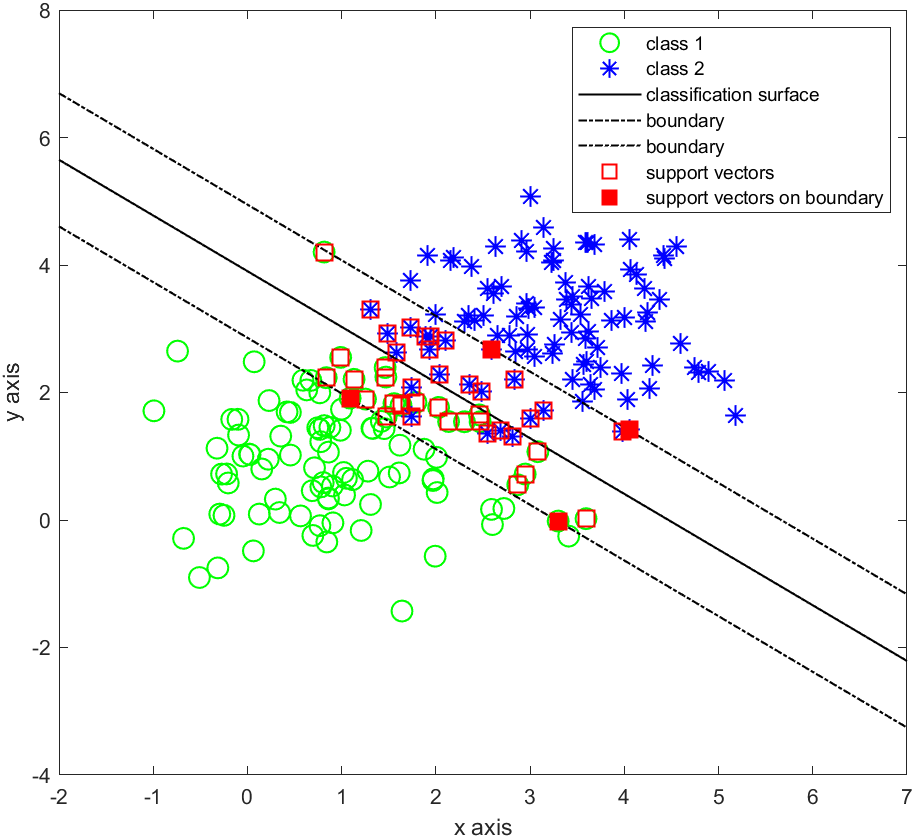 class 1
class 2
classification surface
boundary
boundary
support vectors
support vectors on boundary
8
6
4
2
0
-2
-4
y axis
-2
-1
0
1
2
3
4
5
6
7
x axis